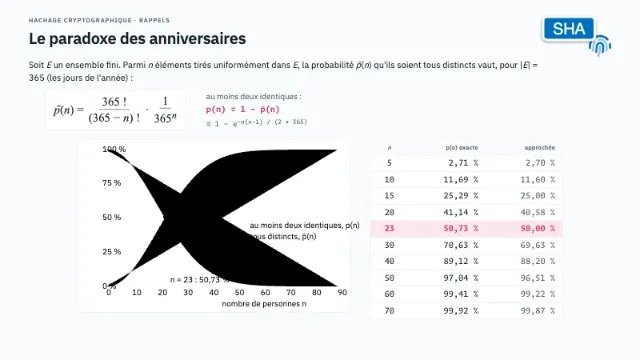 HACHAGE CRYPTOGRAPHIQUE · RAPPELS
SHA
Le paradoxe des anniversaires
Soit E un ensemble fini. Parmi n éléments tirés uniformément dans E, la probabilité p̄(n) qu'ils soient tous distincts vaut, pour |E| =
365 (les jours de l'année) :
p̄(n) = 365 ! / (365 − n) ! · 1 / 365ⁿ
au moins deux identiques :
p(n) = 1 − p̄(n)
≈ 1 − e^−n(n−1) / (2 × 365)
100 %
75 %
50 %
25 %
0 %
au moins deux identiques, p(n)
tous distincts, p̄(n)
n = 23 : 50,73 %
0 10 20 30 40 50 60 70 80 90
nombre de personnes n
n p(n) exacte approchée
5 2,71 % 2,70 %
10 11,69 % 11,60 %
15 25,29 % 25,00 %
20 41,14 % 40,58 %
23 50,73 % 50,00 %
30 70,63 % 69,63 %
40 89,12 % 88,20 %
50 97,04 % 96,51 %
60 99,41 % 99,22 %
70 99,92 % 99,87 %